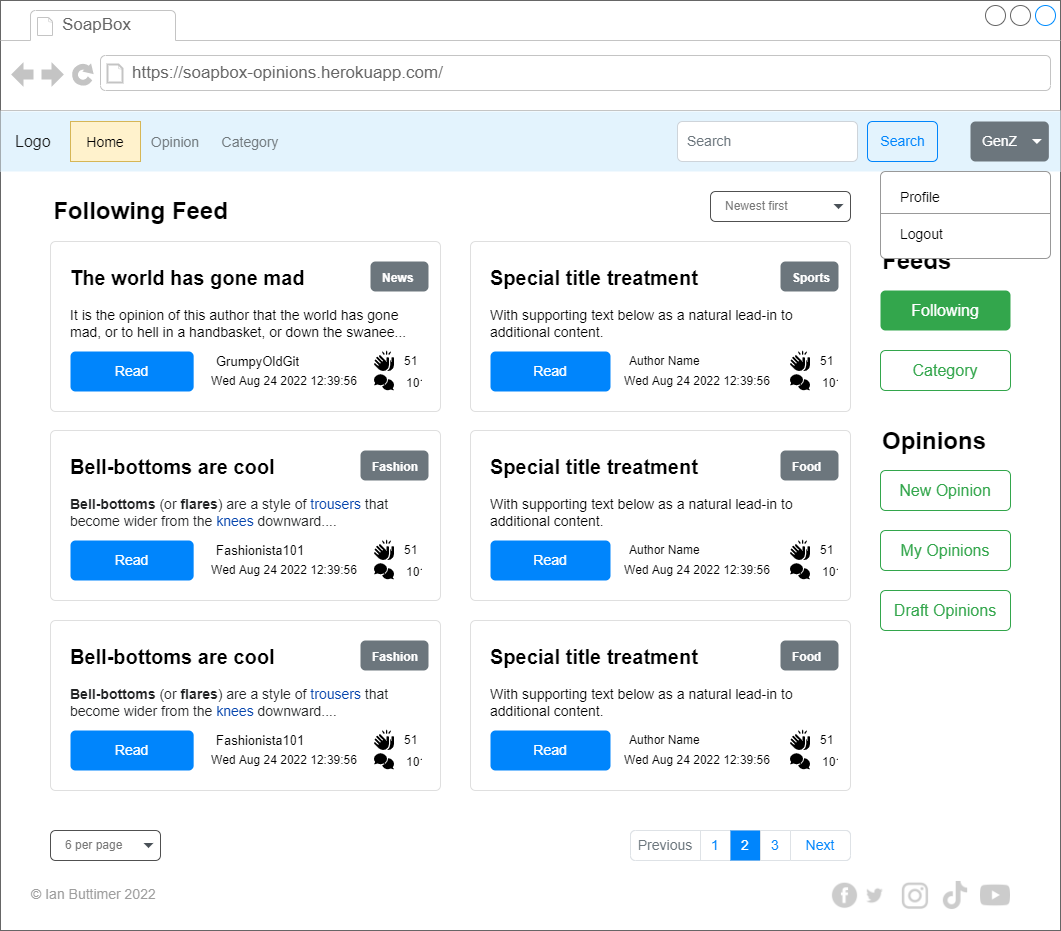 SoapBox
https://soapbox-opinions.herokuapp.com/
Logo Home Opinion Category Search Search GenZ
Profile
Logout
Following Feed Newest first
The world has gone mad News
It is the opinion of this author that the world has gone
mad, or to hell in a handbasket, or down the swanee...
Read GrumpyOldGit 51
Wed Aug 24 2022 12:39:56 10
Special title treatment Sports
With supporting text below as a natural lead-in to
additional content.
Read Author Name 51
Wed Aug 24 2022 12:39:56 10
Bell-bottoms are cool Fashion
Bell-bottoms (or flares) are a style of trousers that
become wider from the knees downward....
Read Fashionista101 51
Wed Aug 24 2022 12:39:56 10
Special title treatment Food
With supporting text below as a natural lead-in to
additional content.
Read Author Name 51
Wed Aug 24 2022 12:39:56 10
Bell-bottoms are cool Fashion
Bell-bottoms (or flares) are a style of trousers that
become wider from the knees downward....
Read Fashionista101 51
Wed Aug 24 2022 12:39:56 10
Special title treatment Food
With supporting text below as a natural lead-in to
additional content.
Read Author Name 51
Wed Aug 24 2022 12:39:56 10
Feeds
Following
Category
Opinions
New Opinion
My Opinions
Draft Opinions
6 per page Previous 1 2 3 Next
© Ian Buttimer 2022